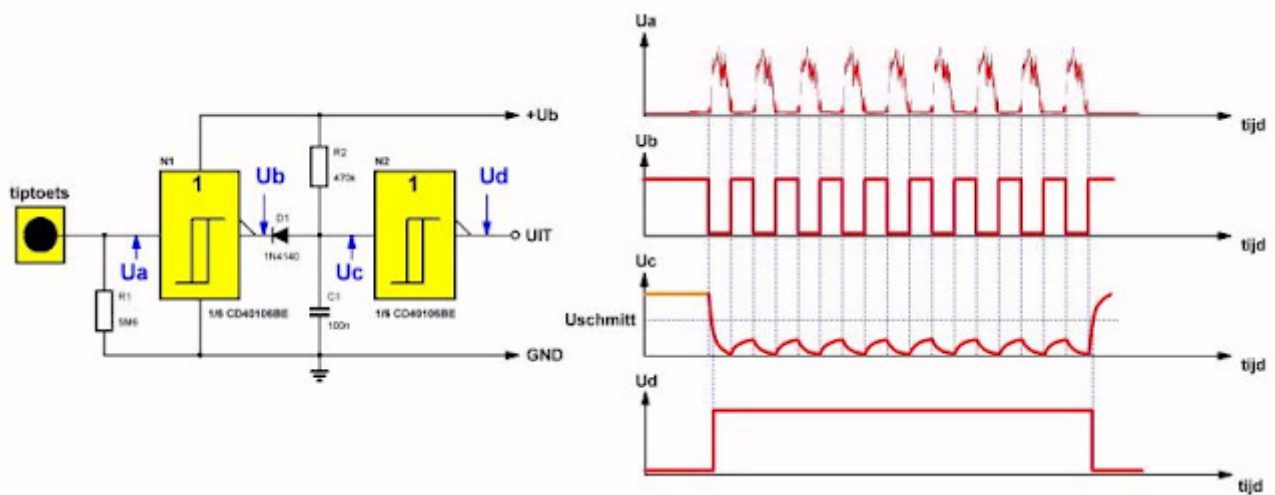 tiptoets
Ua
R1
5M6
N1
1
1/6 CD40106BE
Ub
D1
1N4140
R2
470k
Uc
C1
100n
N2
1
1/6 CD40106BE
Ud
+Ub
UIT
GND
Ua
tijd
Ub
tijd
Uc
Uschmitt
tijd
Ud
tijd